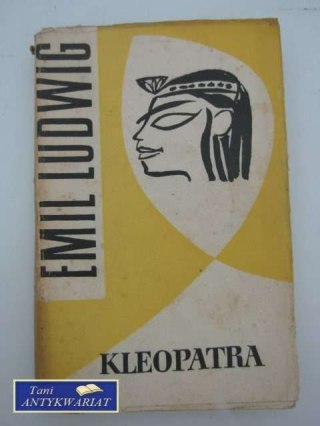 EMIL LUDWIG
KLEOPATRA
Tani
ANTYKWARIAT